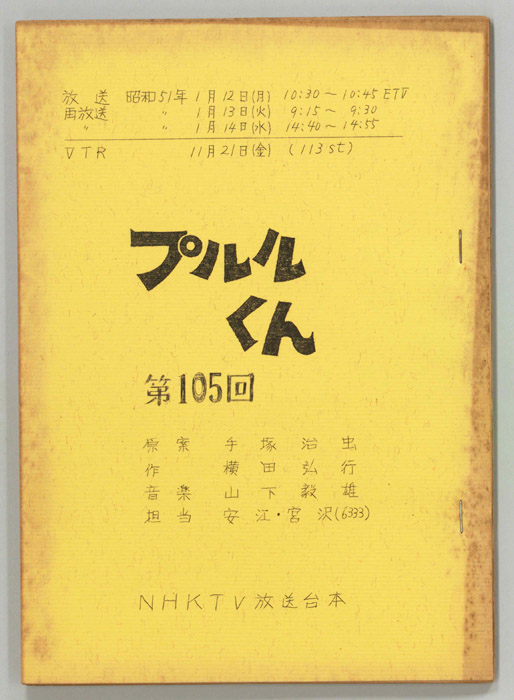 放送 昭和51年 1月12日(月) 10:30～10:45 ETV
再放送 〃 1月13日(火) 9:15～9:30
〃 〃 1月14日(水) 14:40～14:55
VTR 11月21日(金) (113st)
プルル
くん
第105回
原案 手塚治虫
作 横田弘行
音楽 山下毅雄
担当 安江・宮沢(6333)
NHKTV放送台本